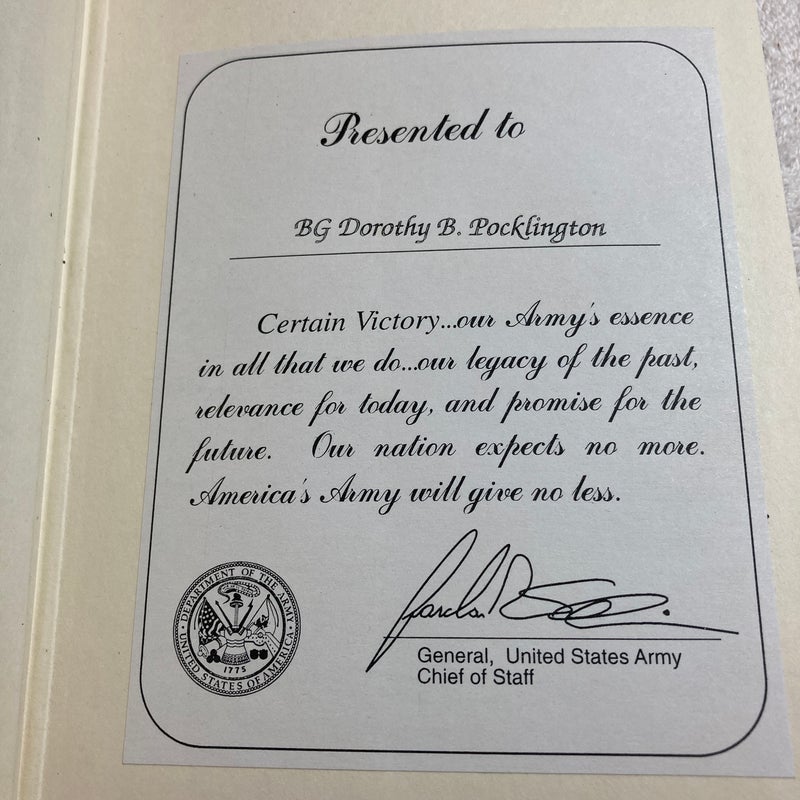 Presented to
BG Dorothy B. Pocklington
Certain Victory...our Army's essence
in all that we do...our legacy of the past,
relevance for today, and promise for the
future. Our nation expects no more.
America's Army will give no less.
DEPARTMENT OF THE ARMY
UNITED STATES OF AMERICA
1775
General, United States Army
Chief of Staff